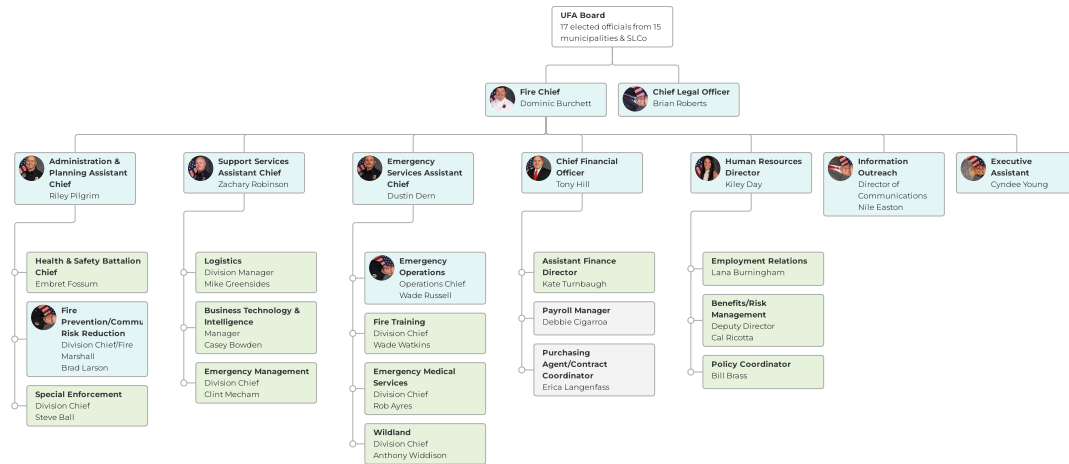 UFA Board
17 elected officials from 15
municipalities & SLCo
Fire Chief
Dominic Burchett
Chief Legal Officer
Brian Roberts
Administration &
Planning Assistant
Chief
Riley Pilgrim
Support Services
Assistant Chief
Zachary Robinson
Emergency
Services Assistant
Chief
Dustin Dern
Chief Financial
Officer
Tony Hill
Human Resources
Director
Kiley Day
Information
Outreach
Director of
Communications
Nile Easton
Executive
Assistant
Cyndee Young
Health & Safety Battalion
Chief
Embret Fossum
Fire
Prevention/Commu
Risk Reduction
Division Chief/Fire
Marshall
Brad Larson
Special Enforcement
Division Chief
Steve Ball
Logistics
Division Manager
Mike Greensides
Business Technology &
Intelligence
Manager
Casey Bowden
Emergency Management
Division Chief
Clint Mecham
Emergency
Operations
Operations Chief
Wade Russell
Fire Training
Division Chief
Wade Watkins
Emergency Medical
Services
Division Chief
Rob Ayres
Wildland
Division Chief
Anthony Widdison
Assistant Finance
Director
Kate Turnbaugh
Payroll Manager
Debbie Cigarroa
Purchasing
Agent/Contract
Coordinator
Erica Langenfass
Employment Relations
Lana Burningham
Benefits/Risk
Management
Deputy Director
Cal Ricotta
Policy Coordinator
Bill Brass